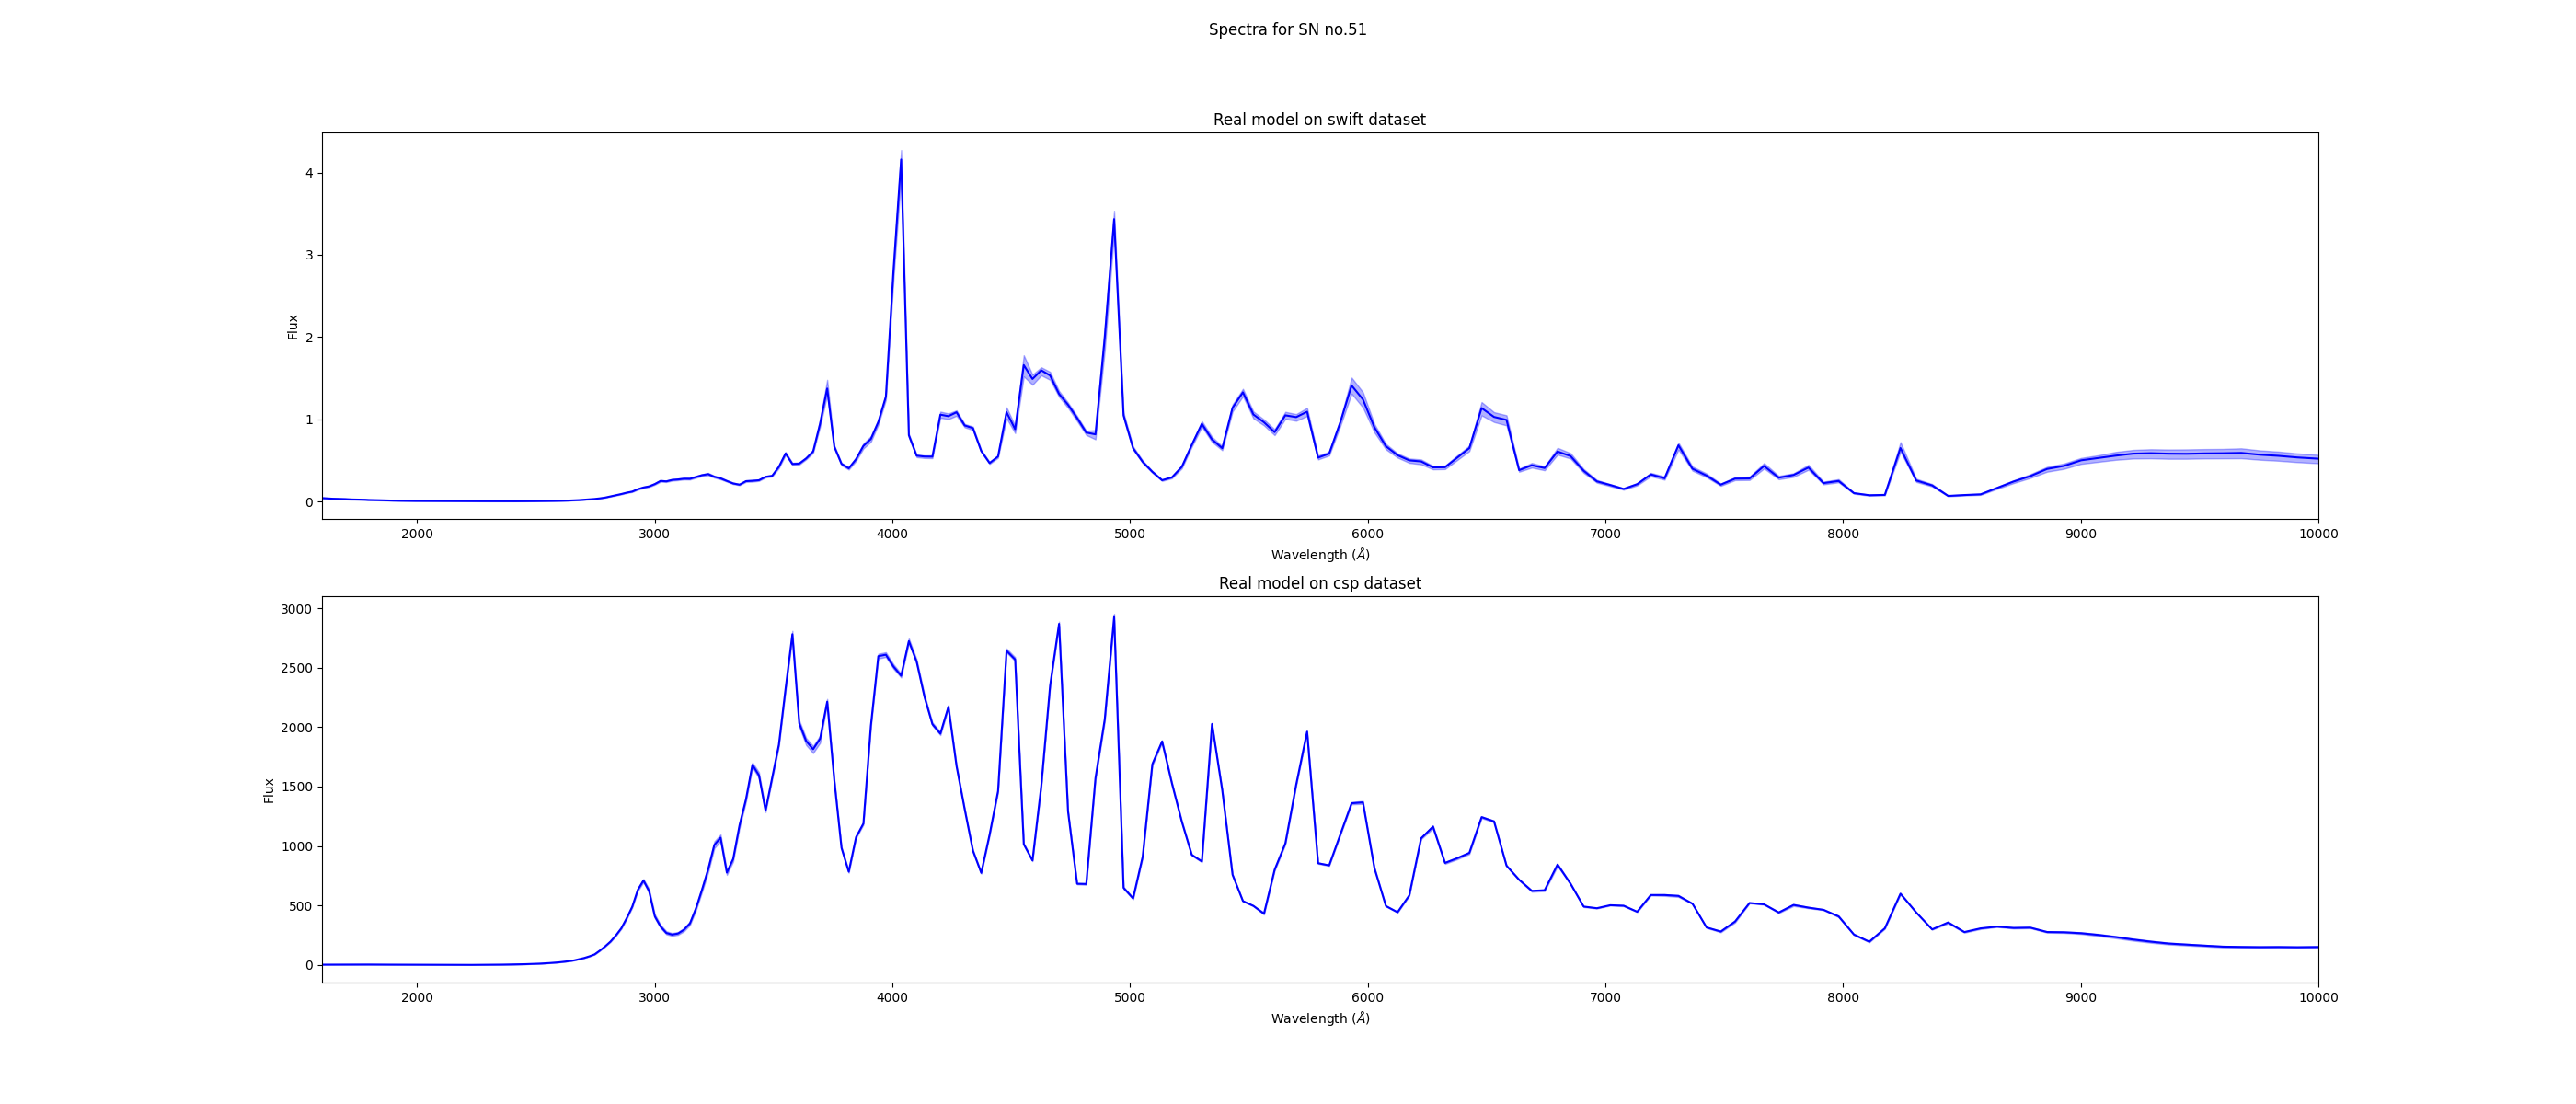 Spectra for SN no.51
Real model on swift dataset
Flux
4
3
2
1
0
2000 3000 4000 5000 6000 7000 8000 9000 10000
Wavelength (Å)
Real model on csp dataset
Flux
3000
2500
2000
1500
1000
500
0
2000 3000 4000 5000 6000 7000 8000 9000 10000
Wavelength (Å)